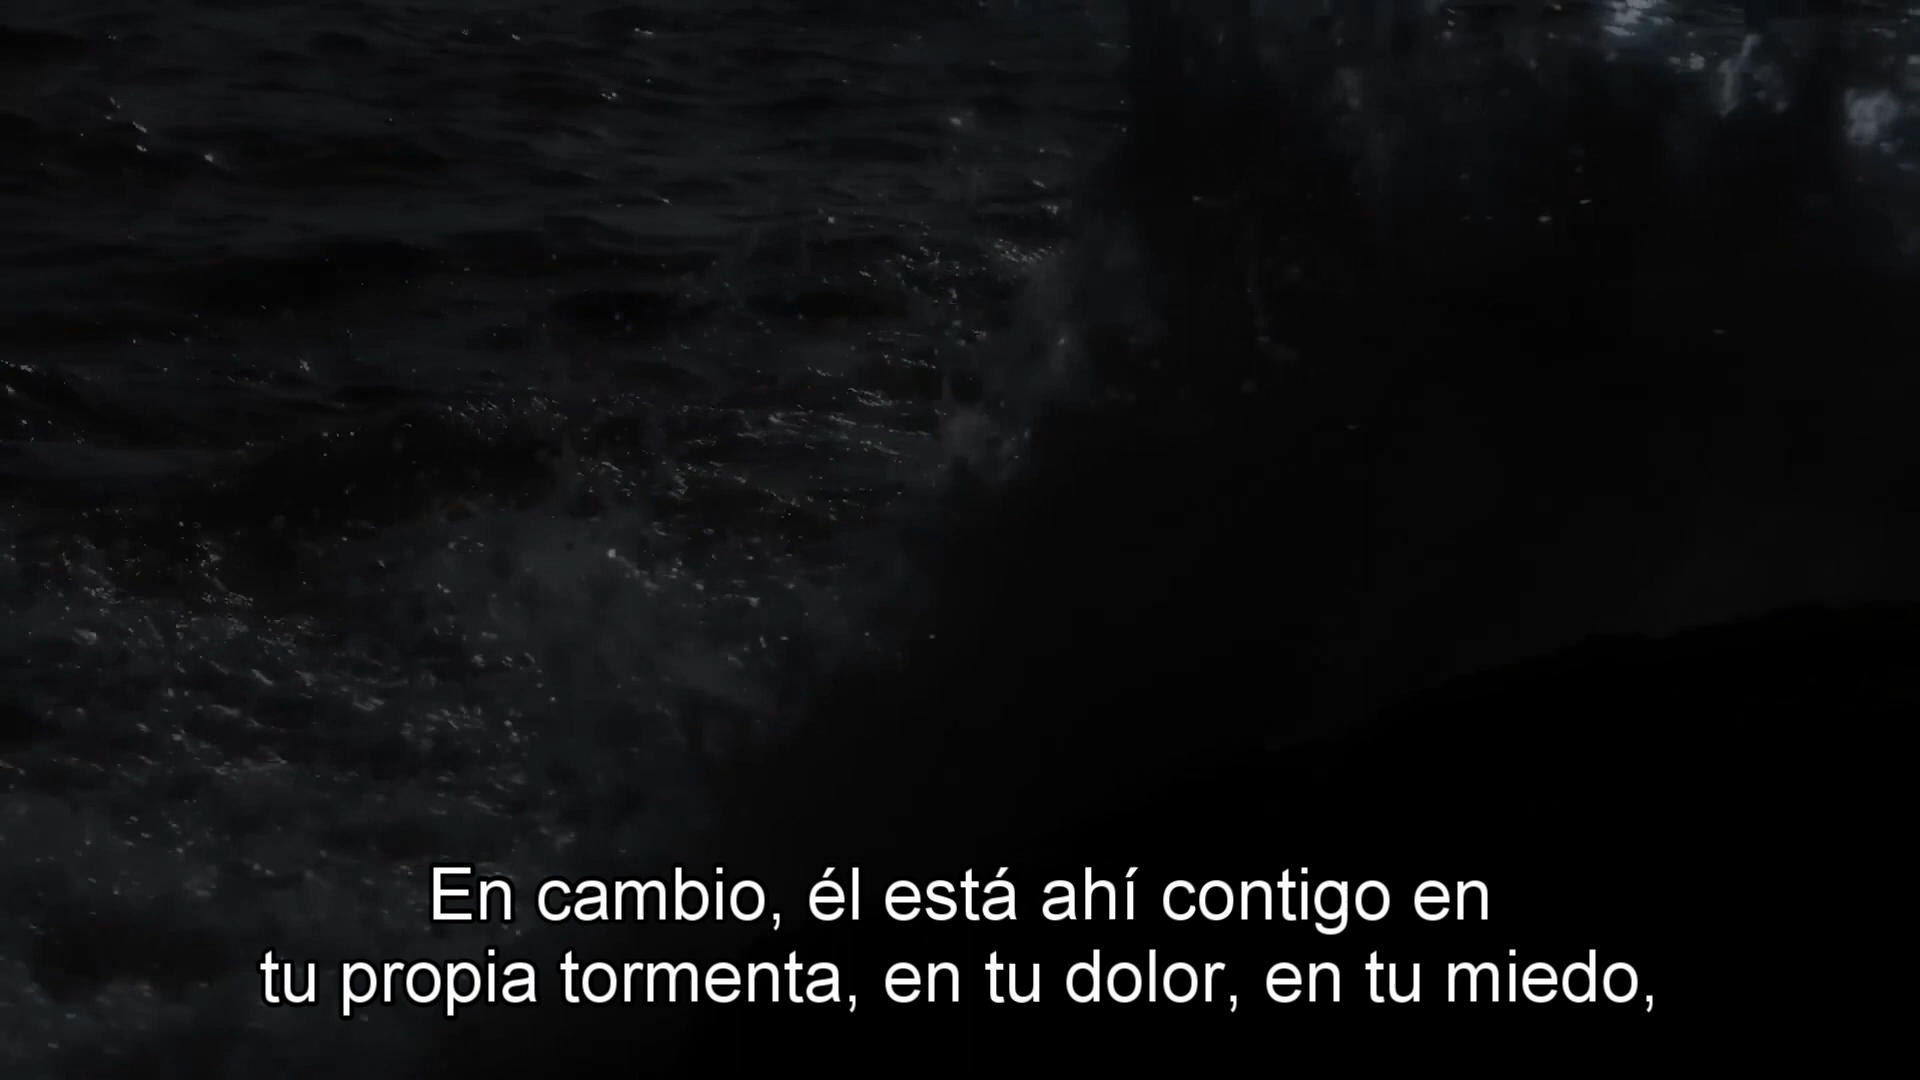 En cambio, él está ahí contigo en
tu propia tormenta, en tu dolor, en tu miedo,